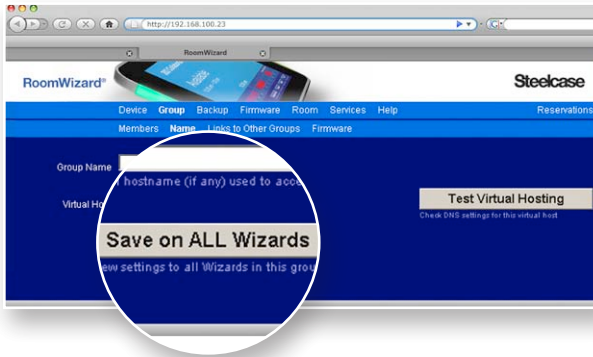 http://192.168.100.23
RoomWizard
RoomWizard®
Steelcase
Device Group Backup Firmware Room Services Help Reservations
Members Name Links to Other Groups Firmware
Group Name
hostname (if any) used to acce
Virtual Ho
Test Virtual Hosting
Check DNS settings for this virtual host
Save on ALL Wizards
ew settings to all Wizards in this grou